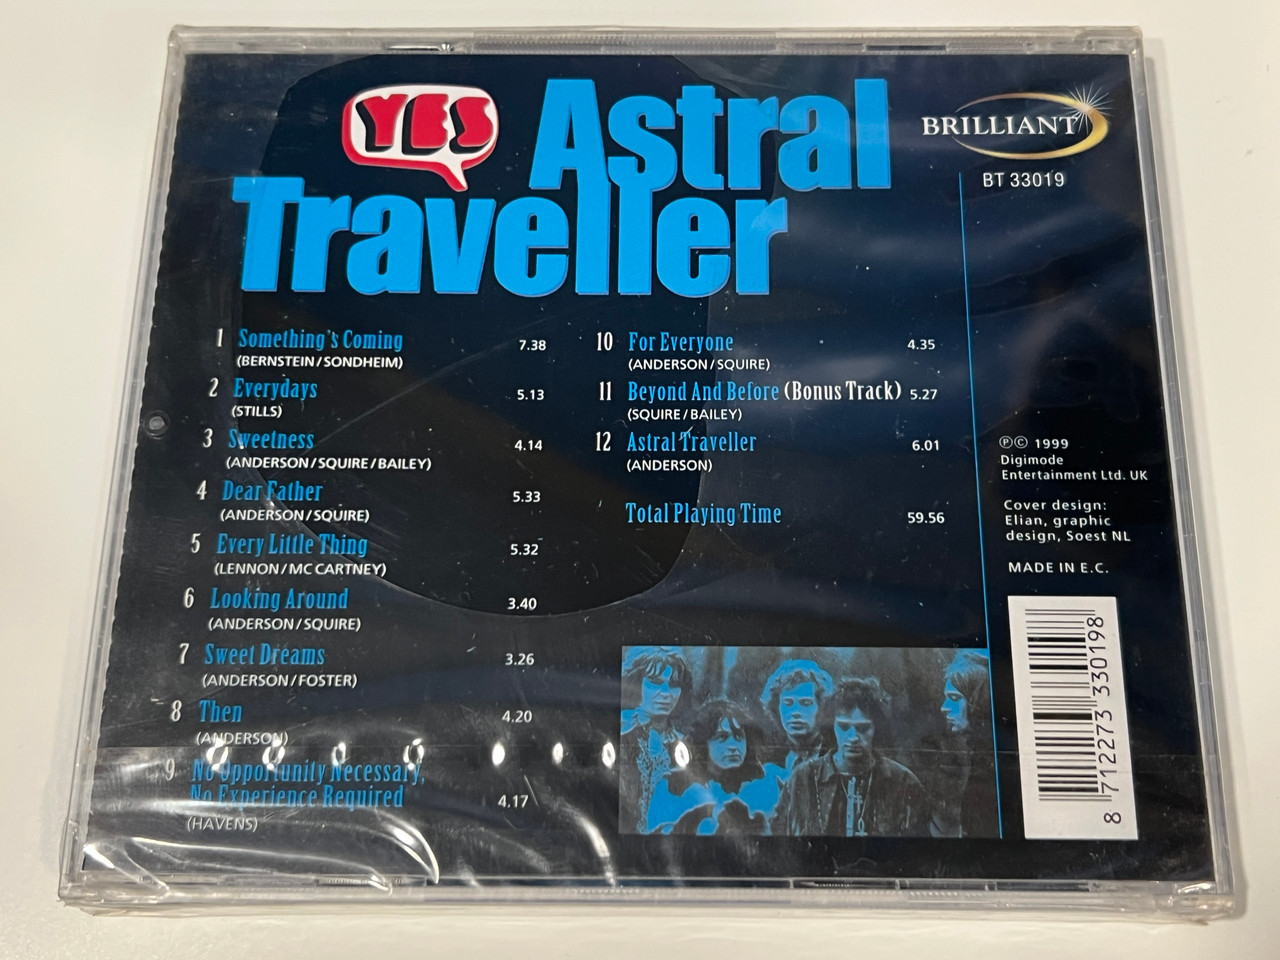 YES Astral
Traveller
BRILLIANT
BT 33019
1 Something's Coming 7.38
(BERNSTEIN/SONDHEIM)
2 Everydays 5.13
(STILLS)
3 Sweetness 4.14
(ANDERSON/SQUIRE/BAILEY)
4 Dear Father 5.33
(ANDERSON/SQUIRE)
5 Every Little Thing 5.32
(LENNON/MC CARTNEY)
6 Looking Around 3.40
(ANDERSON/SQUIRE)
7 Sweet Dreams 3.26
(ANDERSON/FOSTER)
8 Then 4.20
(ANDERSON)
9 No Opportunity Necessary,
No Experience Required 4.17
(HAVENS)
10 For Everyone 4.35
(ANDERSON/SQUIRE)
11 Beyond And Before (Bonus Track) 5.27
(SQUIRE/BAILEY)
12 Astral Traveller 6.01
(ANDERSON)
Total Playing Time 59.56
℗© 1999
Digimode
Entertainment Ltd. UK
Cover design:
Elian, graphic
design, Soest NL
MADE IN E.C.
8 712273 330198